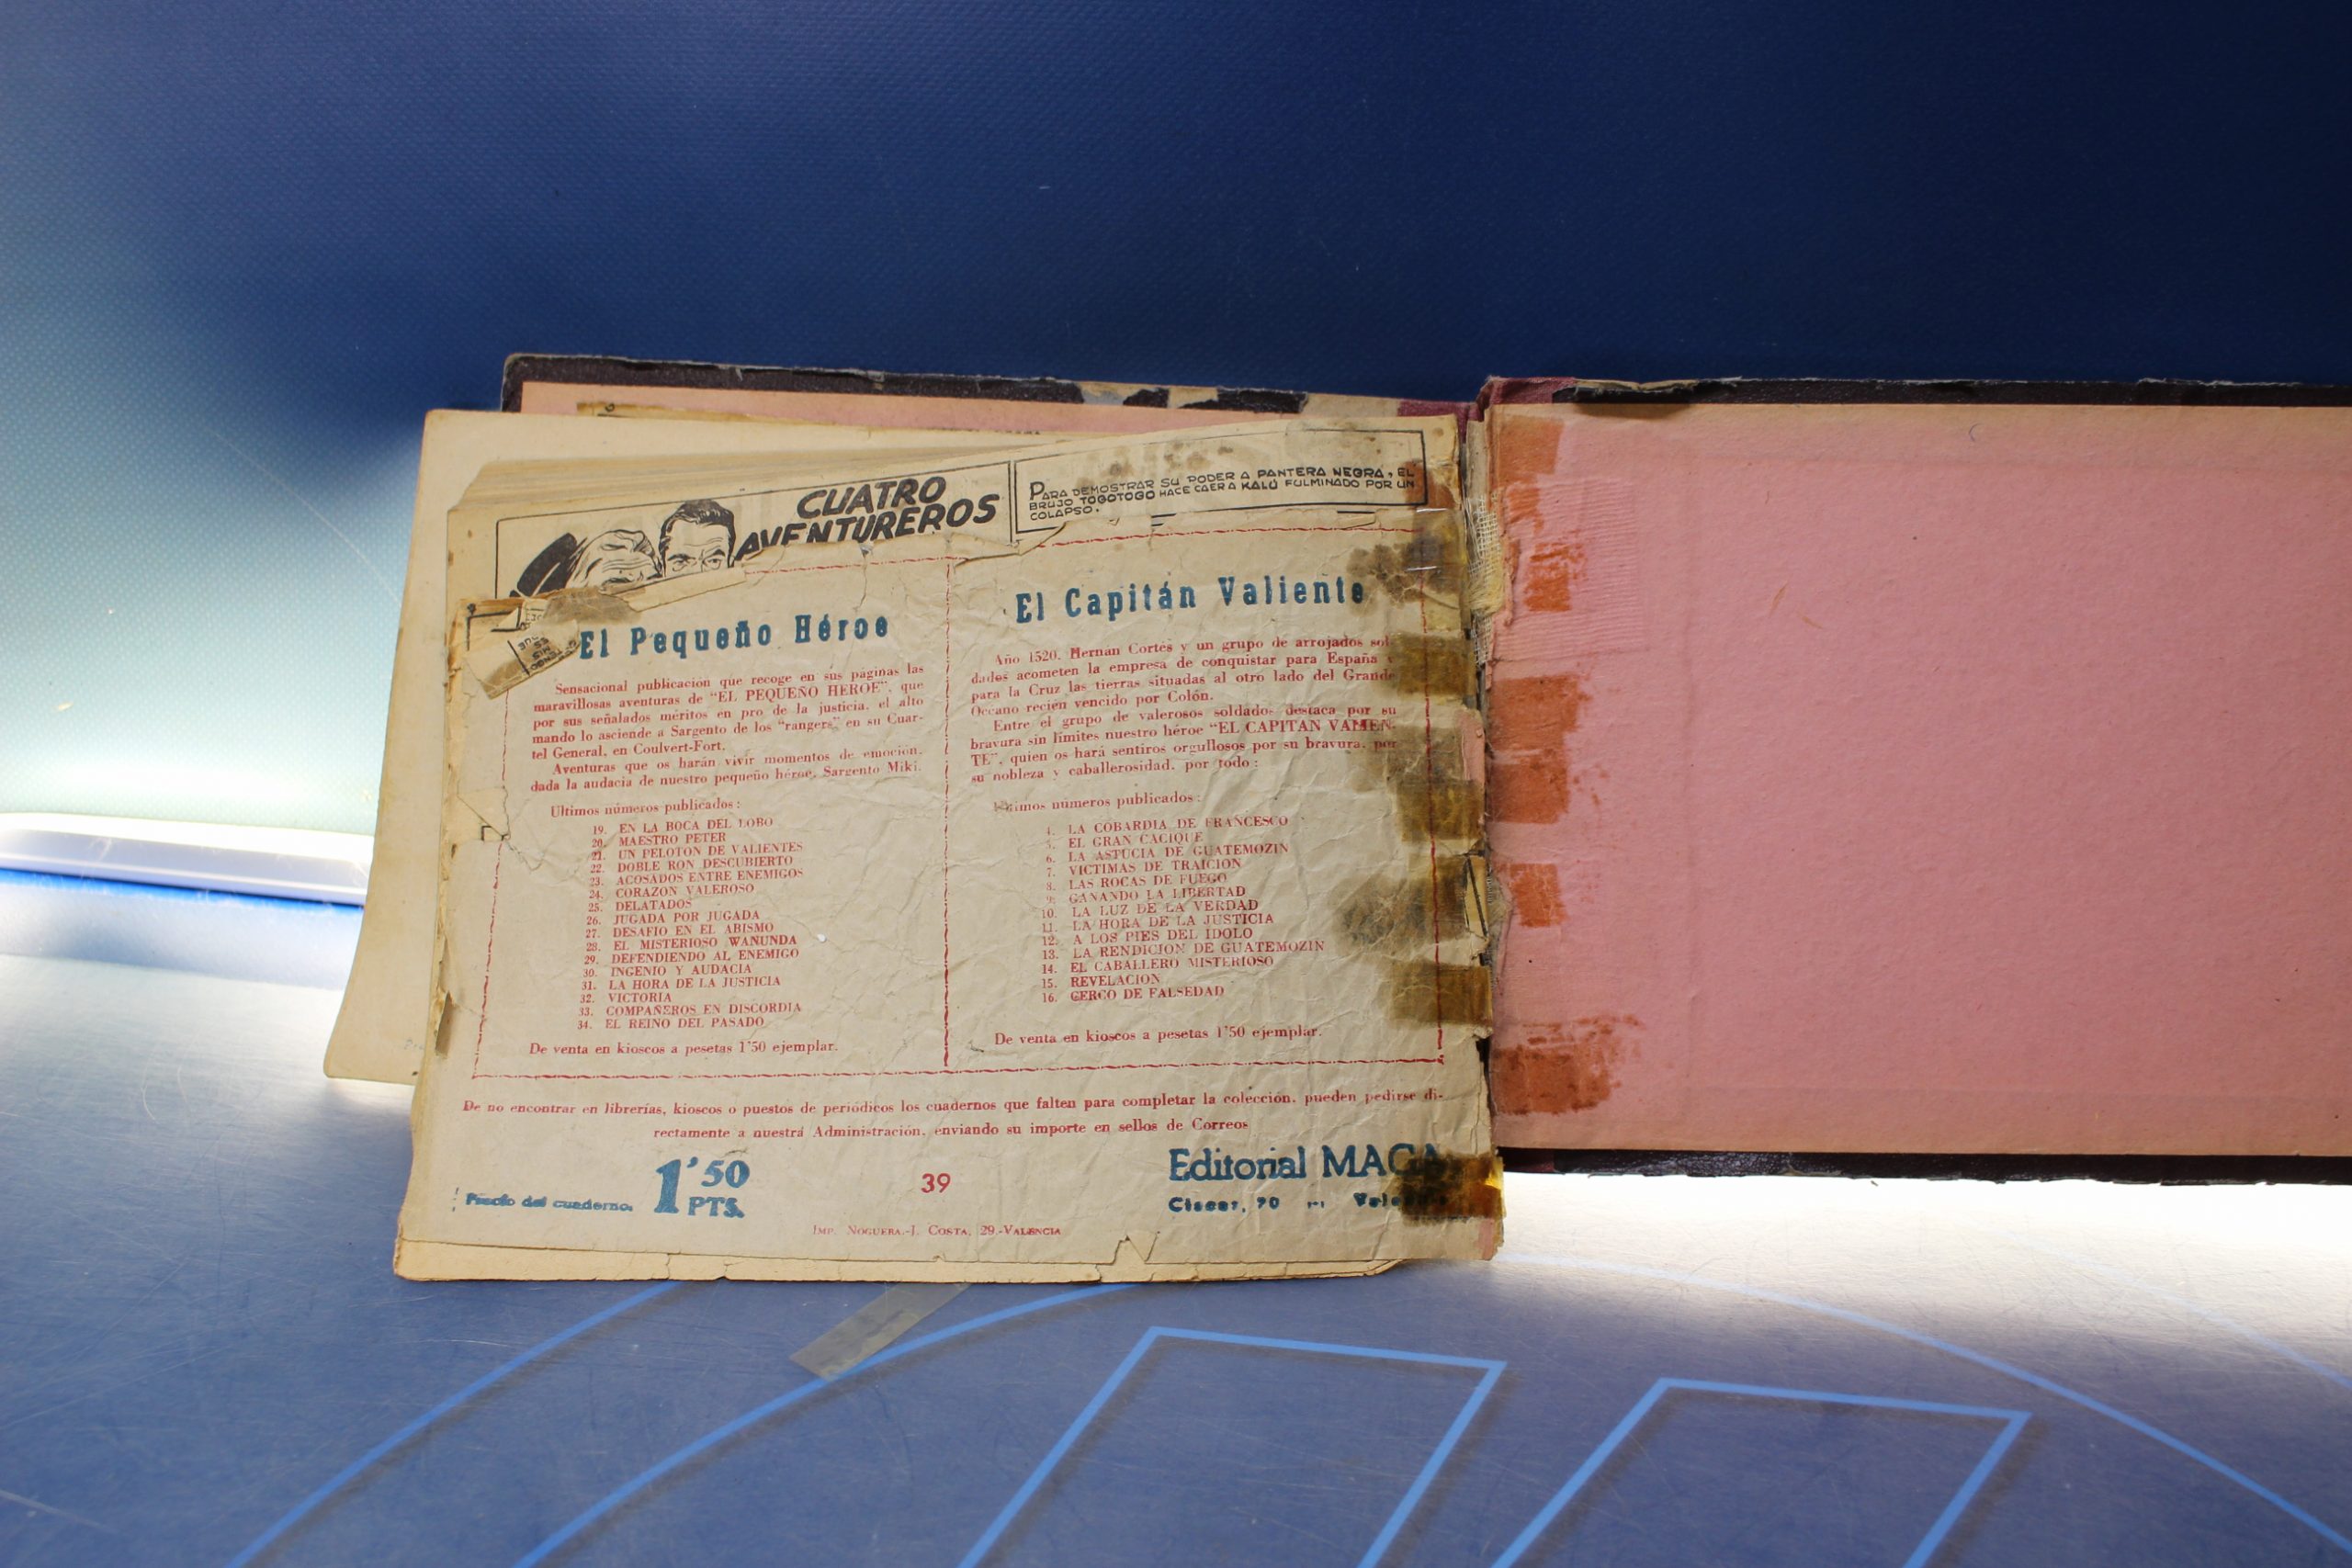 CUATRO
AVENTUREROS
PARA DEMOSTRAR SU PODER A PANTERA NEGRA, EL
BRUJO TOGOTOGO HACE CAER A KALÚ FULMINADO POR UN
COLAPSO.
El Pequeño Héroe
Sensacional publicación que recoge en sus páginas las
maravillosas aventuras de "EL PEQUEÑO HEROE", que
por sus señalados méritos en pro de la justicia, el alto
mando lo asciende a Sargento de los "rangers" en su Cuar-
tel General, en Coulvert-Fort.
Aventuras que os harán vivir momentos de emoción,
dada la audacia de nuestro pequeño héroe, Sargento Miki.
Ultimos números publicados:
19. EN LA BOCA DEL LOBO
20. MAESTRO PETER
21. UN PELOTON DE VALIENTES
22. DOBLE RON DESCUBIERTO
23. ACOSADOS ENTRE ENEMIGOS
24. CORAZON VALEROSO
25. DELATADOS
26. JUGADA POR JUGADA
27. DESAFIO EN EL ABISMO
28. EL MISTERIOSO WANUNDA
29. DEFENDIENDO AL ENEMIGO
30. INGENIO Y AUDACIA
31. LA HORA DE LA JUSTICIA
32. VICTORIA
33. COMPAÑEROS EN DISCORDIA
34. EL REINO DEL PASADO
De venta en kioscos a pesetas 1'50 ejemplar.
El Capitán Valiente
Año 1520. Hernán Cortés y un grupo de arrojados sol-
dados acometen la empresa de conquistar para España y
para la Cruz las tierras situadas al otro lado del Grande
Océano recién vencido por Colón.
Entre el grupo de valerosos soldados destaca por su
bravura sin límites nuestro héroe "EL CAPITAN VALIEN-
TE", quien os hará sentiros orgullosos por su bravura, por
su nobleza y caballerosidad, por todo:
Ultimos números publicados:
4. LA COBARDIA DE FRANCESCO
5. EL GRAN CACIQUE
6. LA ASTUCIA DE GUATEMOZIN
7. VICTIMAS DE TRAICION
8. LAS ROCAS DE FUEGO
9. GANANDO LA LIBERTAD
10. LA LUZ DE LA VERDAD
11. LA HORA DE LA JUSTICIA
12. A LOS PIES DEL IDOLO
13. LA RENDICION DE GUATEMOZIN
14. EL CABALLERO MISTERIOSO
15. REVELACION
16. CERCO DE FALSEDAD
De venta en kioscos a pesetas 1'50 ejemplar.
De no encontrar en librerías, kioscos o puestos de periódicos los cuadernos que falten para completar la colección, pueden pedirse di-
rectamente a nuestra Administración, enviando su importe en sellos de Correos
Precio del cuaderno, 1'50 PTS.
39
Editorial MAGA
Ciscar, 70
IMP. NOGUERA.-J. COSTA, 29.-VALENCIA